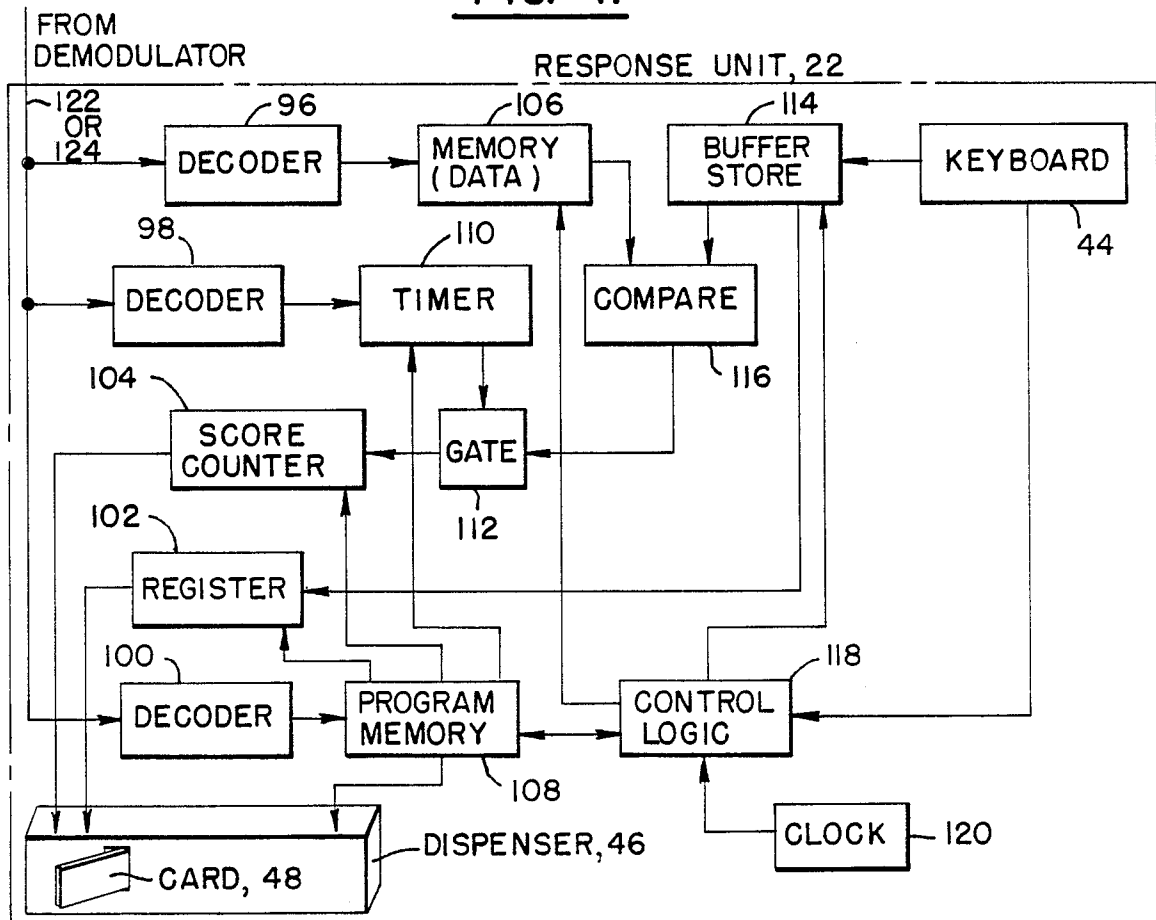 FROM
DEMODULATOR
RESPONSE UNIT, 22
122
OR
124
96
DECODER
106
MEMORY
(DATA)
114
BUFFER
STORE
KEYBOARD
44
98
DECODER
110
TIMER
COMPARE
116
104
SCORE
COUNTER
GATE
112
102
REGISTER
100
DECODER
PROGRAM
MEMORY
108
118
CONTROL
LOGIC
CLOCK
120
DISPENSER, 46
CARD, 48